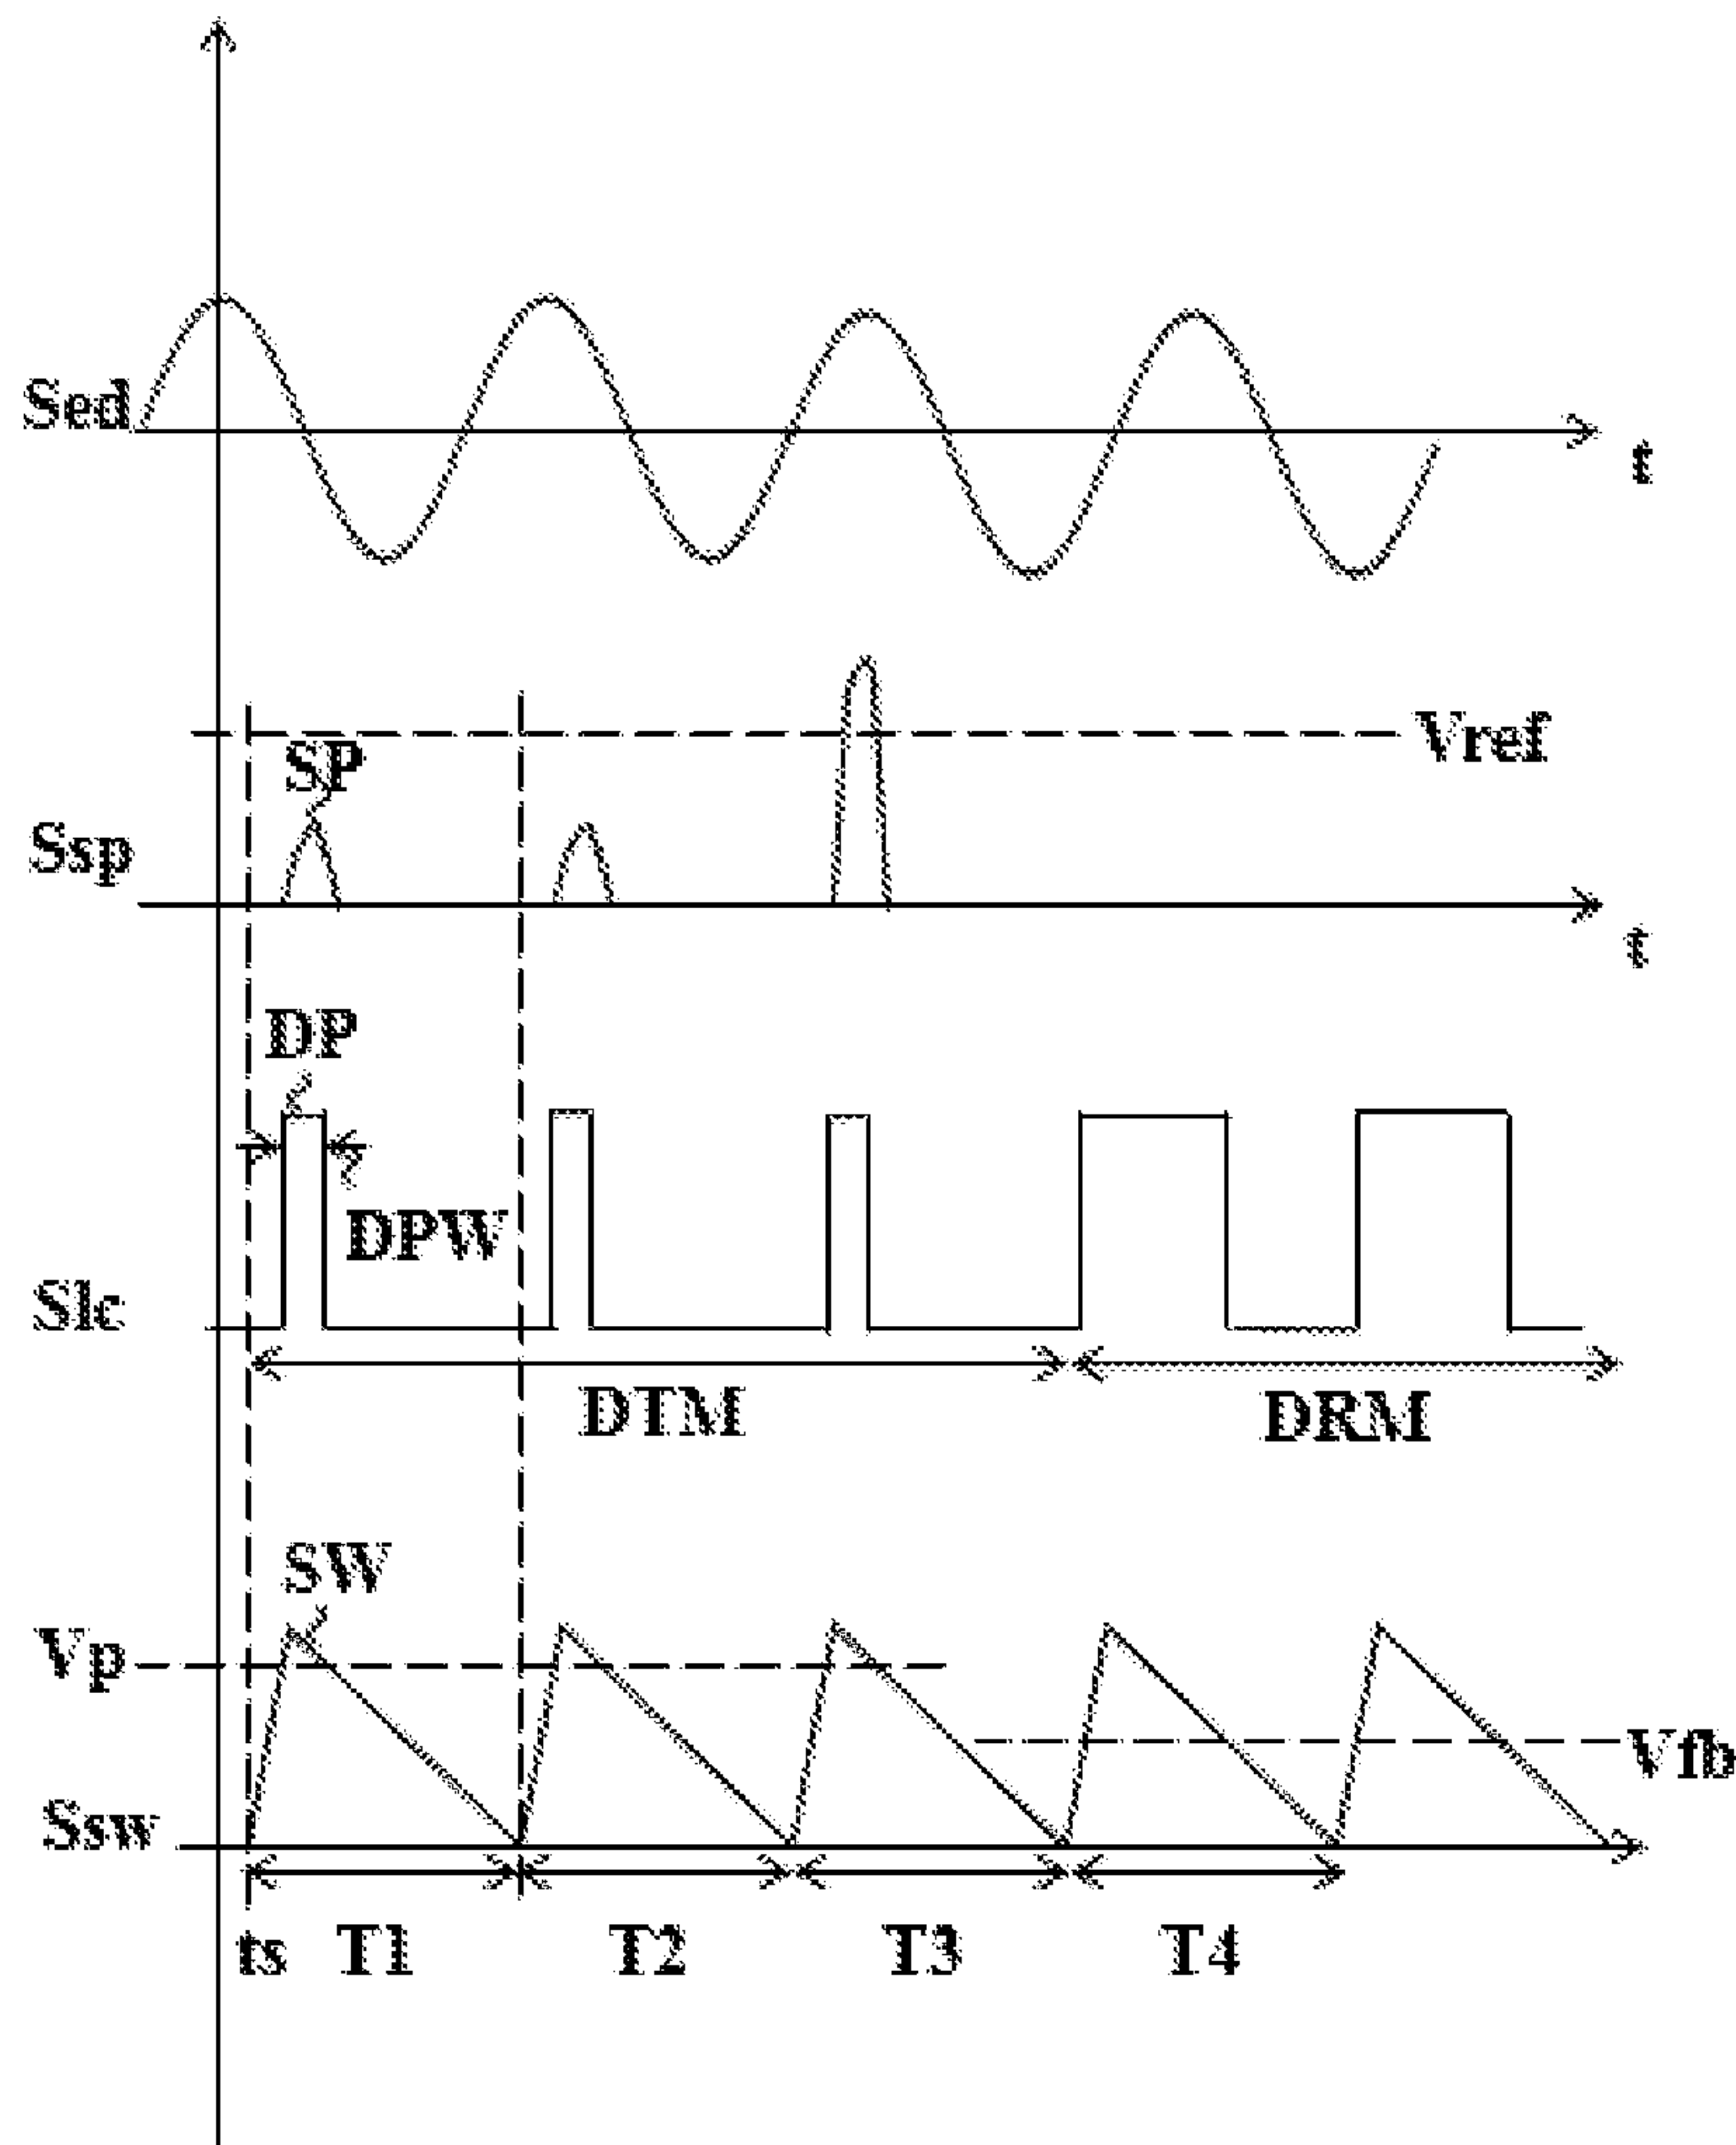 Sed
t
Vref
SP
Ssp
t
DP
DPW
Slc
DTM
DRM
SW
Vp
Vfb
Ssw
ts T1 T2 T3 T4